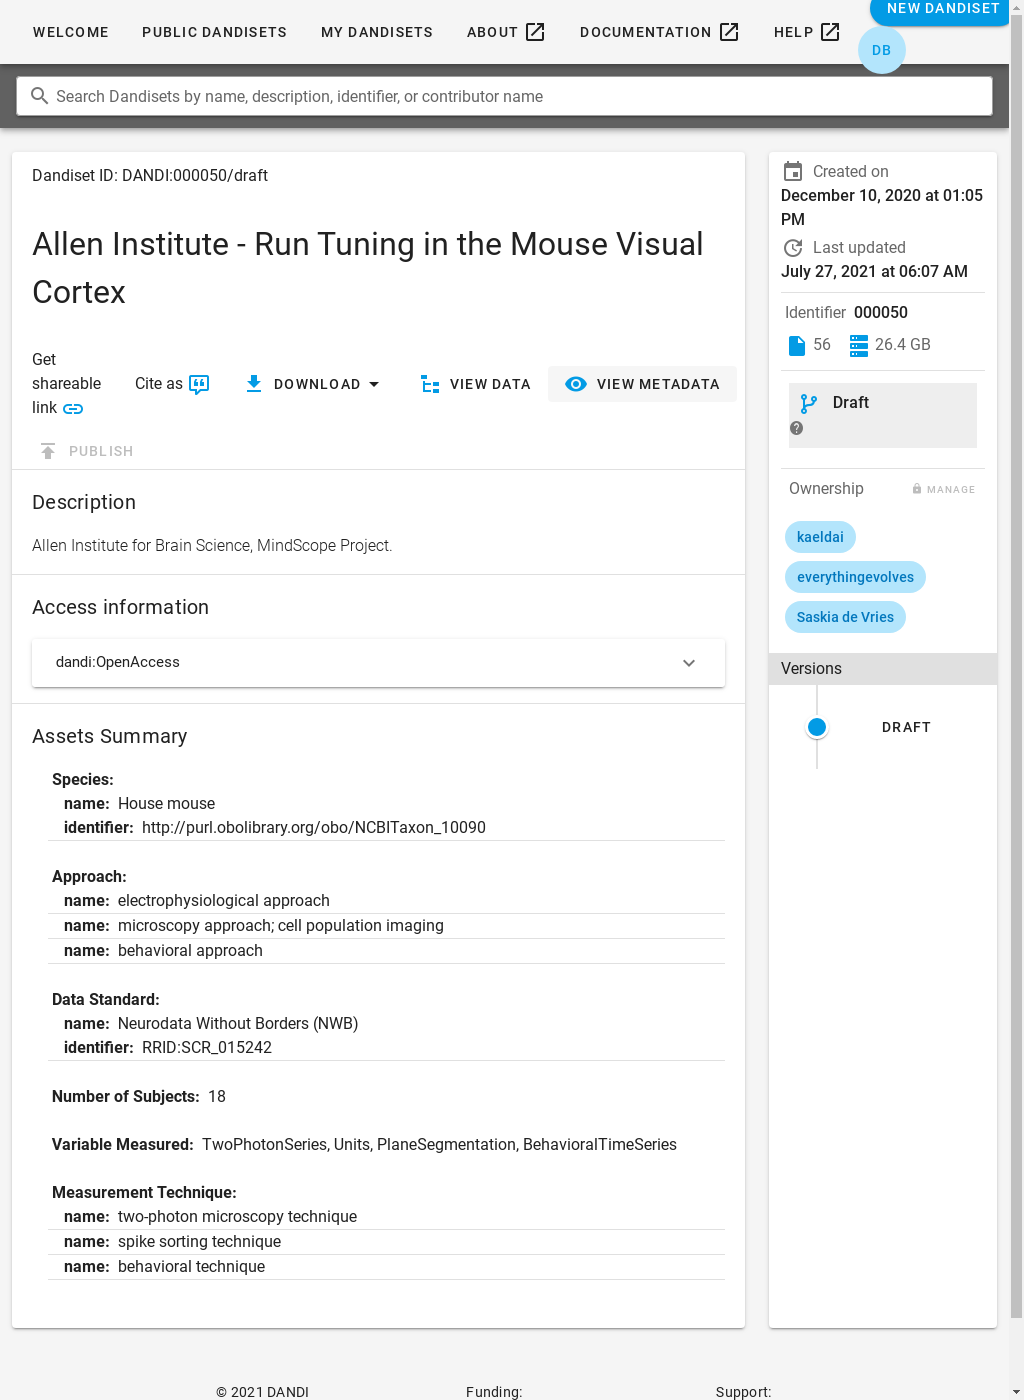 WELCOME PUBLIC DANDISETS MY DANDISETS ABOUT DOCUMENTATION HELP NEW DANDISET
DB
Search Dandisets by name, description, identifier, or contributor name
Dandiset ID: DANDI:000050/draft
Allen Institute - Run Tuning in the Mouse Visual
Cortex
Get
shareable
link
Cite as
DOWNLOAD
VIEW DATA
VIEW METADATA
PUBLISH
Description
Allen Institute for Brain Science, MindScope Project.
Access information
dandi:OpenAccess
Assets Summary
Species:
name: House mouse
identifier: http://purl.obolibrary.org/obo/NCBITaxon_10090
Approach:
name: electrophysiological approach
name: microscopy approach; cell population imaging
name: behavioral approach
Data Standard:
name: Neurodata Without Borders (NWB)
identifier: RRID:SCR_015242
Number of Subjects: 18
Variable Measured: TwoPhotonSeries, Units, PlaneSegmentation, BehavioralTimeSeries
Measurement Technique:
name: two-photon microscopy technique
name: spike sorting technique
name: behavioral technique
Created on
December 10, 2020 at 01:05
PM
Last updated
July 27, 2021 at 06:07 AM
Identifier 000050
56 26.4 GB
Draft
Ownership MANAGE
kaeldai
everythingevolves
Saskia de Vries
Versions
DRAFT
© 2021 DANDI Funding: Support: